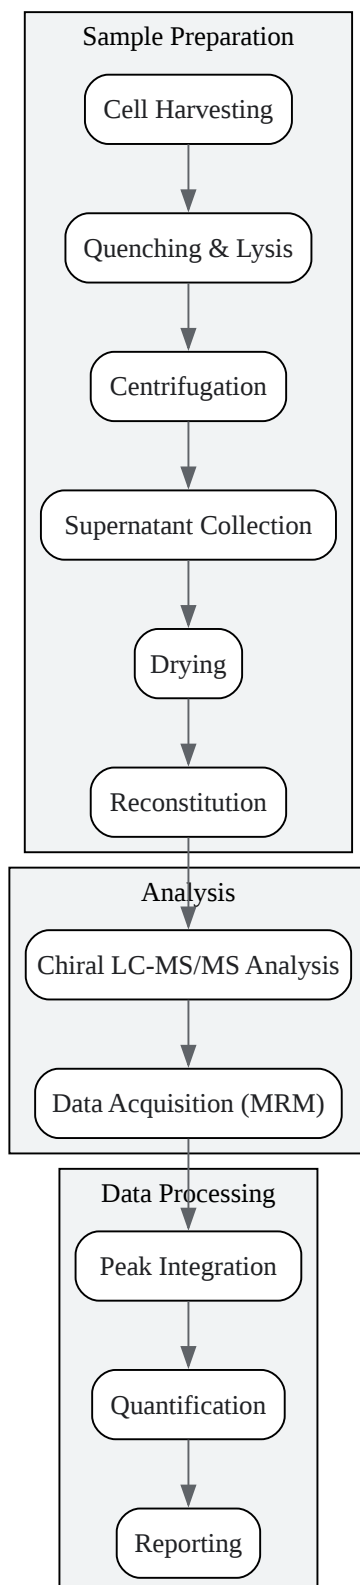 Sample Preparation
Cell Harvesting
Quenching & Lysis
Centrifugation
Supernatant Collection
Drying
Reconstitution
Analysis
Chiral LC-MS/MS Analysis
Data Acquisition (MRM)
Data Processing
Peak Integration
Quantification
Reporting